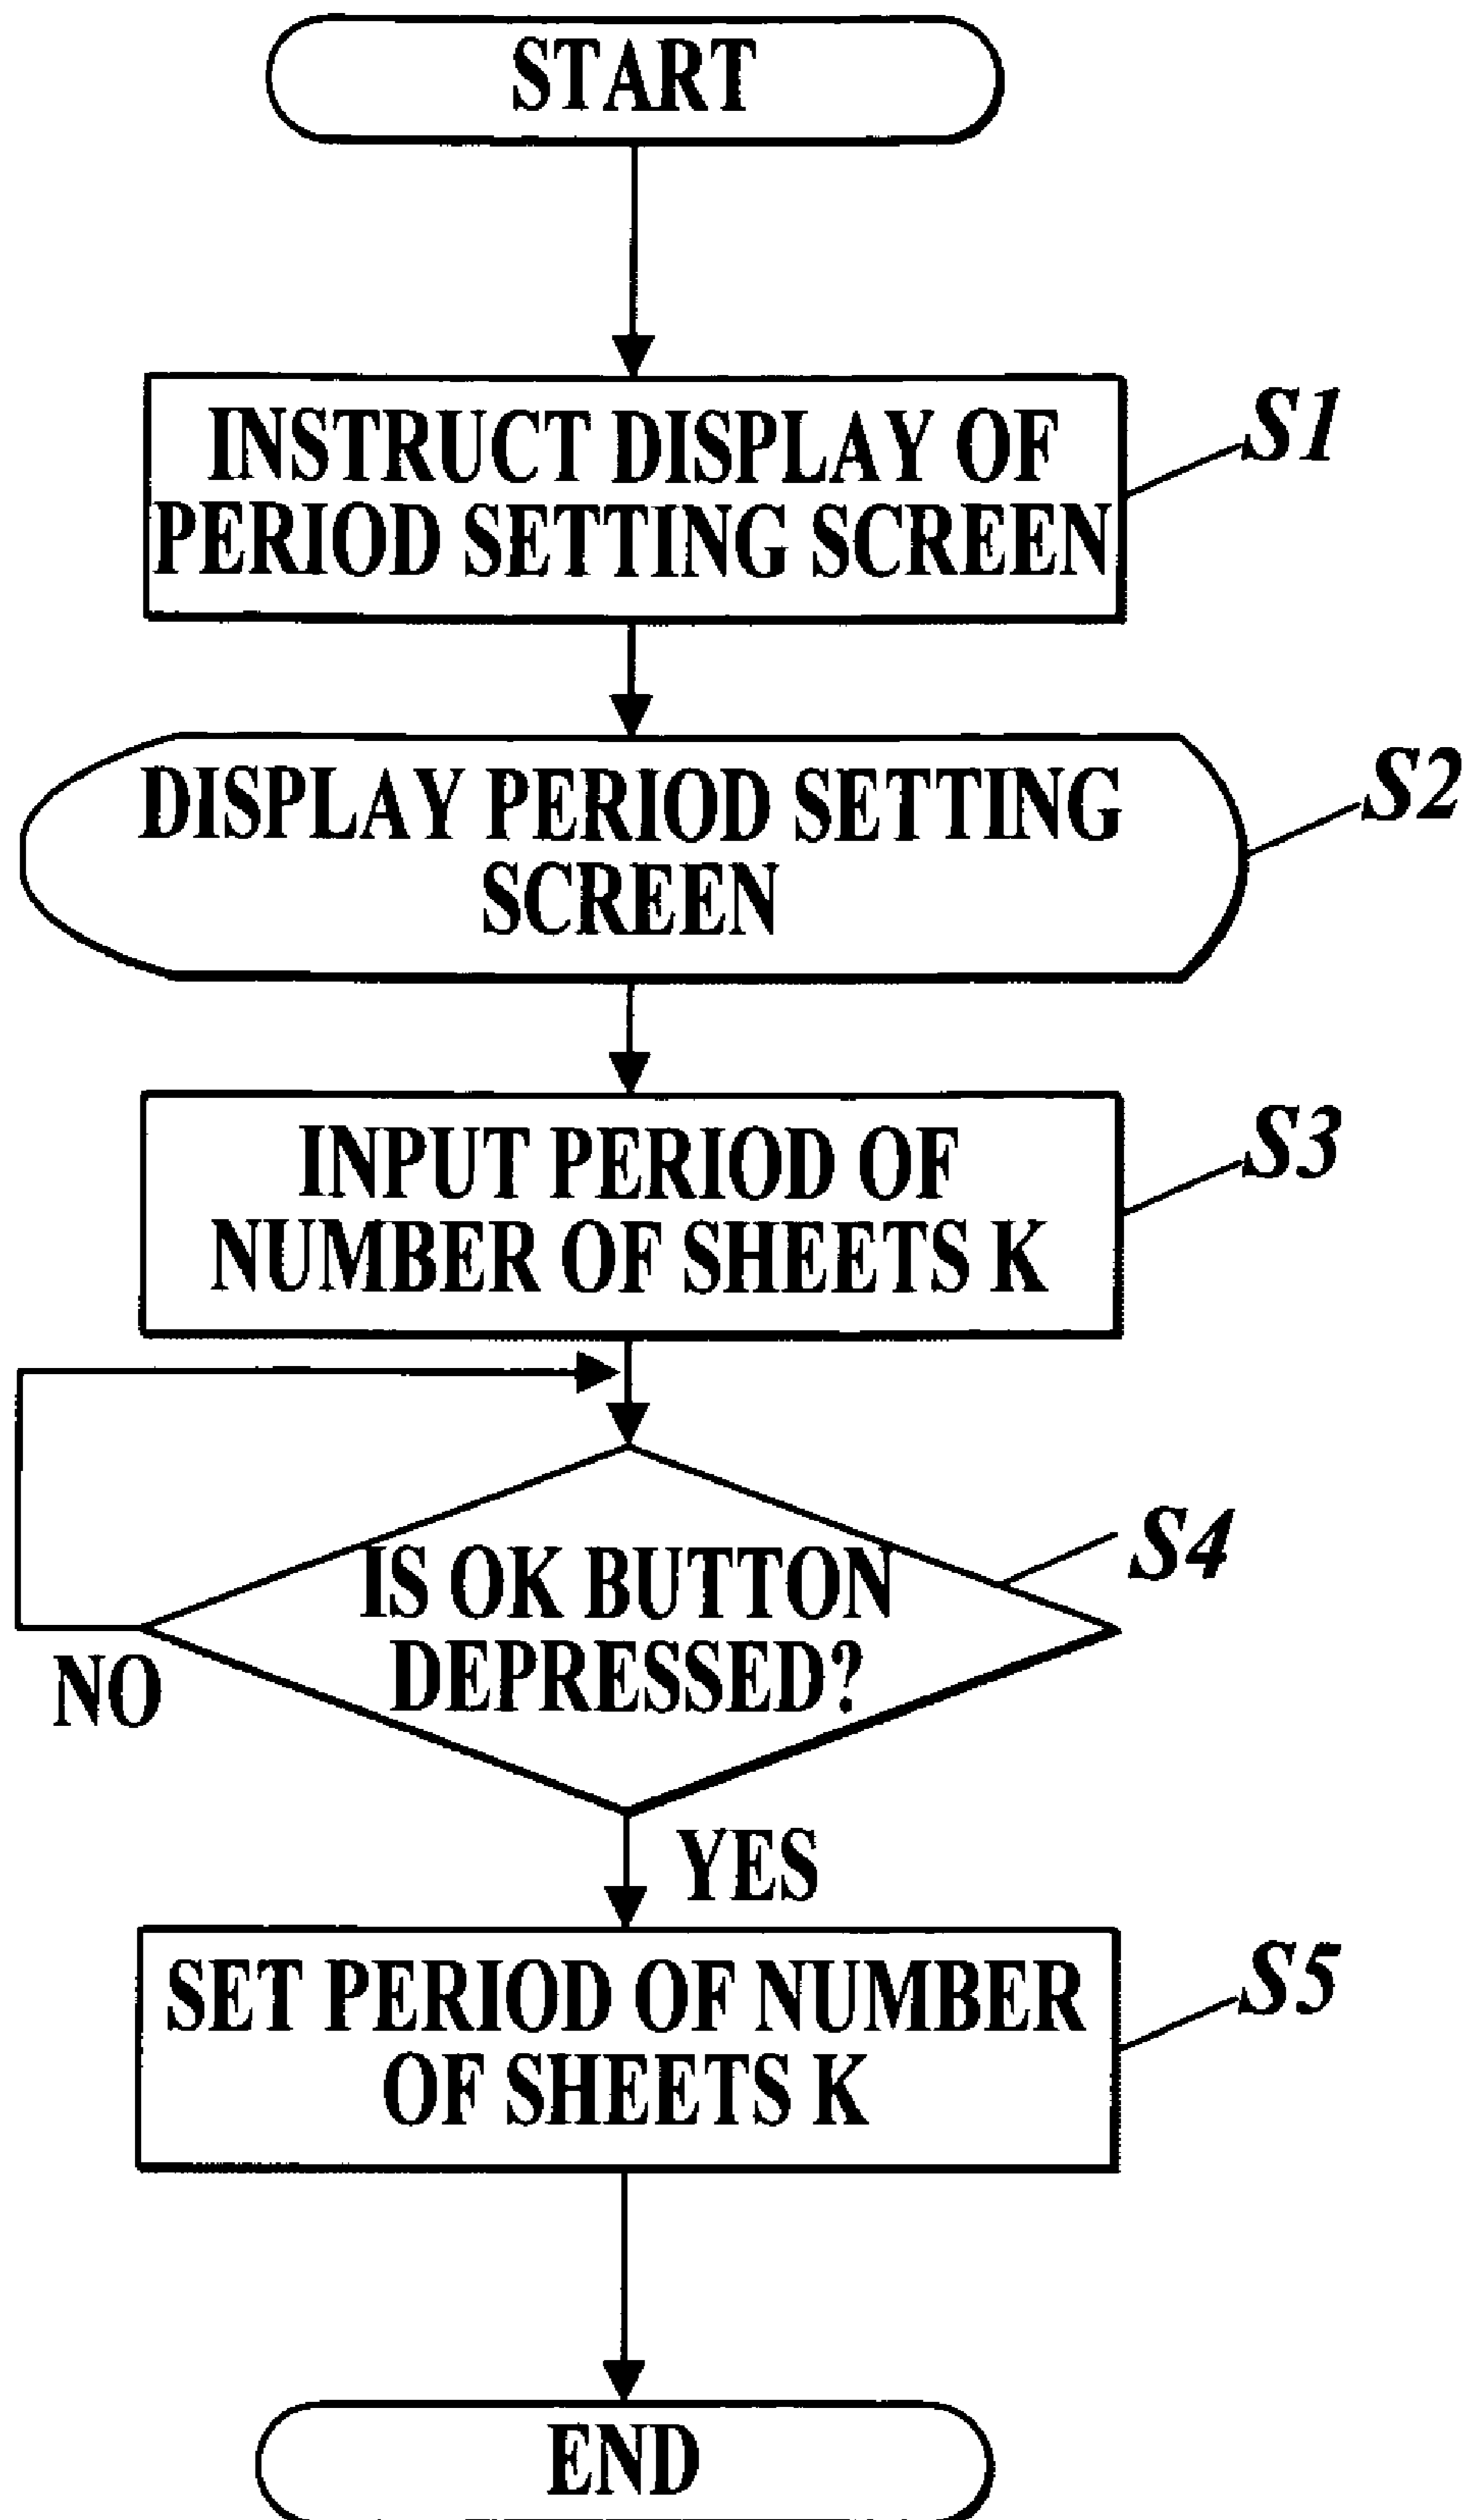 START
INSTRUCT DISPLAY OF
PERIOD SETTING SCREEN
S1
DISPLAY PERIOD SETTING
SCREEN
S2
INPUT PERIOD OF
NUMBER OF SHEETS K
S3
IS OK BUTTON
DEPRESSED?
S4
NO
YES
SET PERIOD OF NUMBER
OF SHEETS K
S5
END